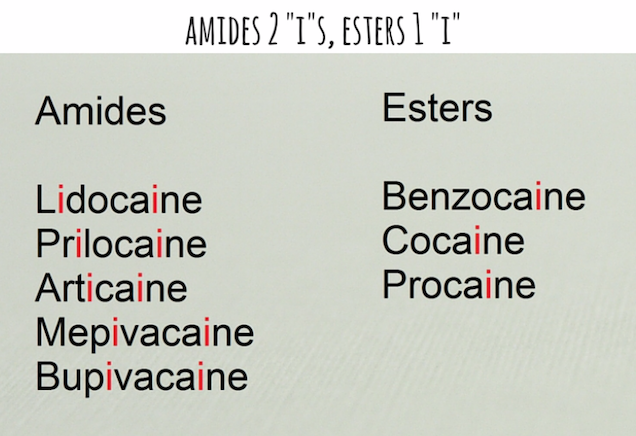 AMIDES 2 "I"S, ESTERS 1 "I"
Amides
Lidocaine
Prilocaine
Articaine
Mepivacaine
Bupivacaine
Esters
Benzocaine
Cocaine
Procaine